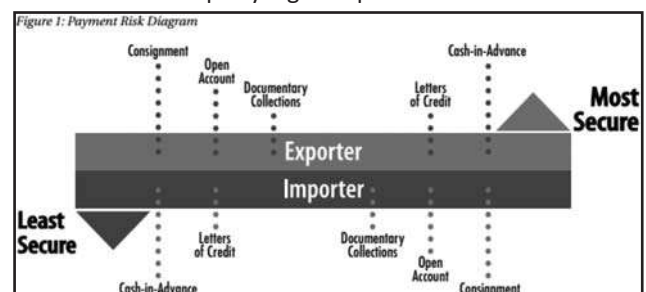 Figure 1: Payment Risk Diagram
Consignment
Cash-in-Advance
Open
Account
Documentary
Collections
Letters
of Credit
Most
Secure
Exporter
Importer
Least
Secure
Letters
of Credit
Documentary
Collections
Open
Account
Cash-in-Advance
Consignment